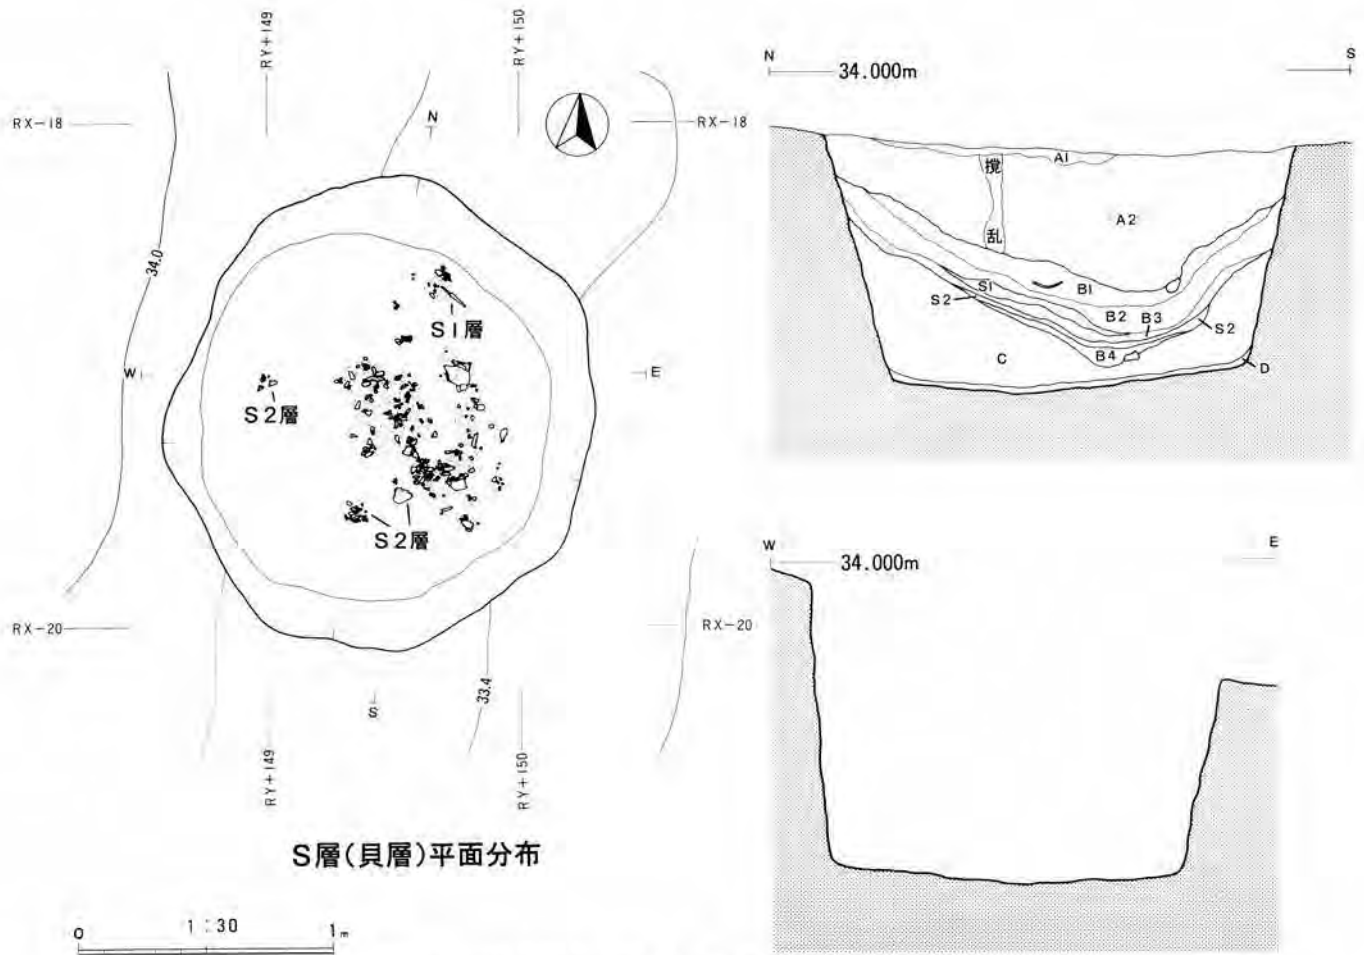 RY+149
RY+150
RX-18
N
RX-18
34.0
S1層
W
E
S2層
S2層
RX-20
RX-20
33.4
S
RY+149
RY+150
S層(貝層)平面分布
0 1:30 1m
N
34.000m
S
A1
撹
乱
A2
S1
B1
S2
B2
B3
S2
B4
C
D
W
34.000m
E